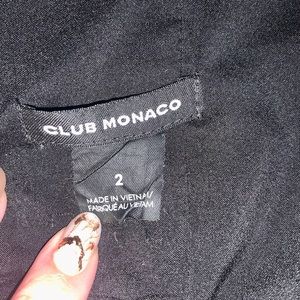 CLUB MONACO
2
MADE IN VIETNAM
FABRIQUÉ AU VIETNAM